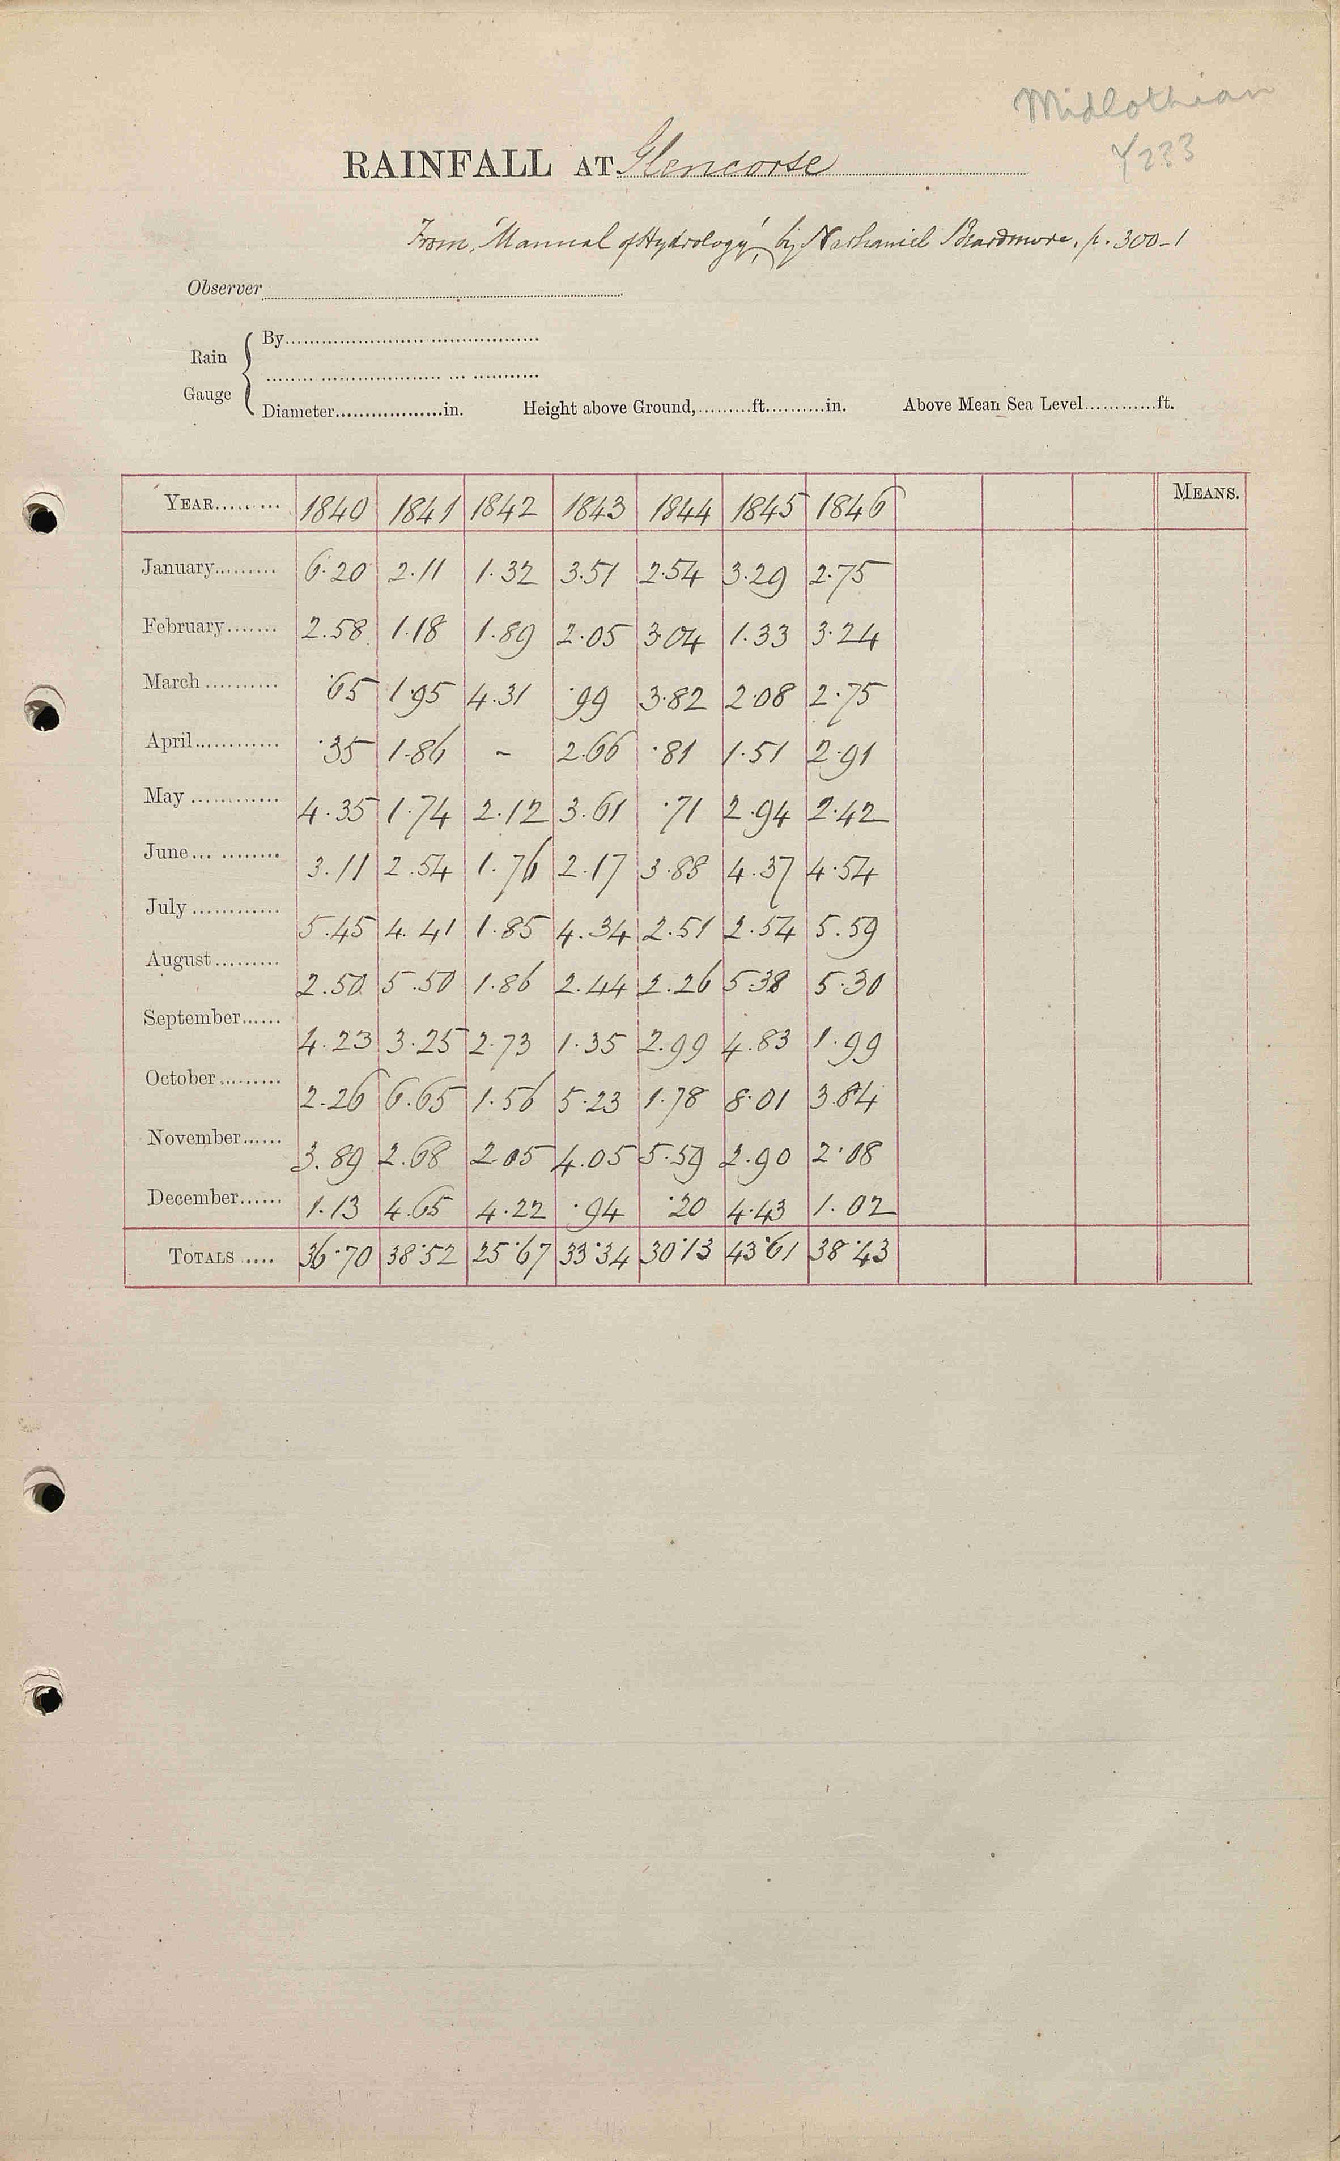 Midlothian
RAINFALL AT Glencorse
From 'Manual of Hydrology', by Nathaniel Beardmore, p. 300-1
Observer
Rain Gauge
By
Diameter in. Height above Ground, ft. in. Above Mean Sea Level ft.
YEAR 1840 1841 1842 1843 1844 1845 1846 MEANS.
January 6.20 2.11 1.32 3.51 2.54 3.29 2.75
February 2.58 1.18 1.89 2.05 3.04 1.33 3.24
March .65 1.95 4.31 .99 3.82 2.08 2.75
April .35 1.86 - 2.66 .81 1.51 2.91
May 4.35 1.74 2.12 3.61 .71 2.94 2.42
June 3.11 2.54 1.76 2.17 3.88 4.37 4.54
July 5.45 4.41 1.85 4.34 2.51 2.54 5.59
August 2.50 5.50 1.86 2.44 2.26 5.38 5.30
September 4.23 3.25 2.73 1.35 2.99 4.83 1.99
October 2.26 6.65 1.56 5.23 1.78 8.01 3.84
November 3.89 2.68 2.05 4.05 5.59 2.90 2.08
December 1.13 4.65 4.22 .94 .20 4.43 1.02
TOTALS 36.70 38.52 25.67 33.34 30.13 43.61 38.43